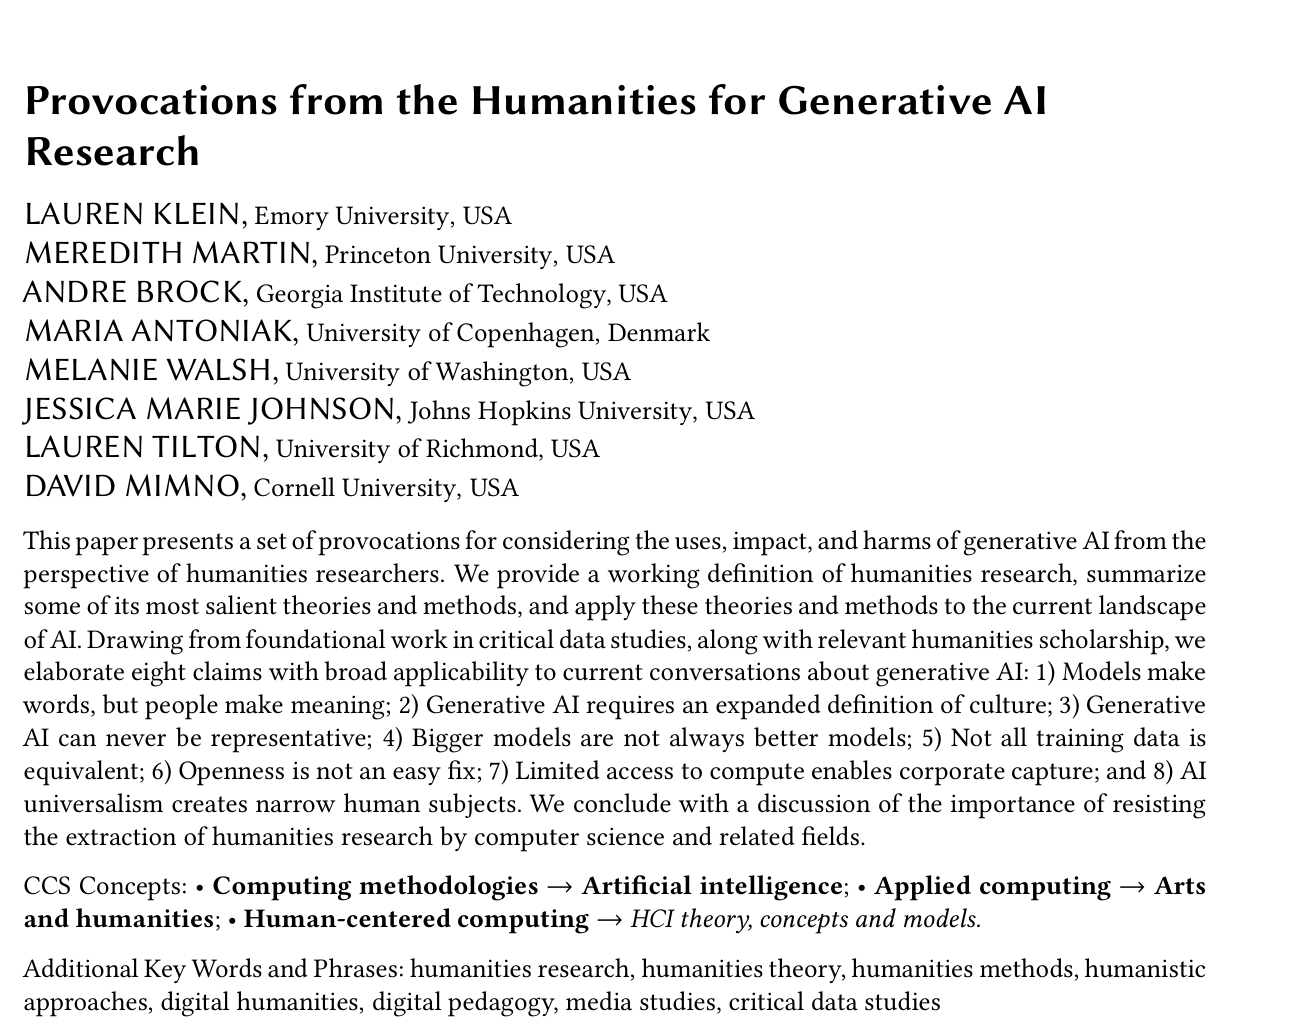 Provocations from the Humanities for Generative AI
Research
LAUREN KLEIN, Emory University, USA
MEREDITH MARTIN, Princeton University, USA
ANDRE BROCK, Georgia Institute of Technology, USA
MARIA ANTONIAK, University of Copenhagen, Denmark
MELANIE WALSH, University of Washington, USA
JESSICA MARIE JOHNSON, Johns Hopkins University, USA
LAUREN TILTON, University of Richmond, USA
DAVID MIMNO, Cornell University, USA
This paper presents a set of provocations for considering the uses, impact, and harms of generative AI from the
perspective of humanities researchers. We provide a working definition of humanities research, summarize
some of its most salient theories and methods, and apply these theories and methods to the current landscape
of AI. Drawing from foundational work in critical data studies, along with relevant humanities scholarship, we
elaborate eight claims with broad applicability to current conversations about generative AI: 1) Models make
words, but people make meaning; 2) Generative AI requires an expanded definition of culture; 3) Generative
AI can never be representative; 4) Bigger models are not always better models; 5) Not all training data is
equivalent; 6) Openness is not an easy fix; 7) Limited access to compute enables corporate capture; and 8) AI
universalism creates narrow human subjects. We conclude with a discussion of the importance of resisting
the extraction of humanities research by computer science and related fields.
CCS Concepts: • Computing methodologies → Artificial intelligence; • Applied computing → Arts
and humanities; • Human-centered computing → HCI theory, concepts and models.
Additional Key Words and Phrases: humanities research, humanities theory, humanities methods, humanistic
approaches, digital humanities, digital pedagogy, media studies, critical data studies